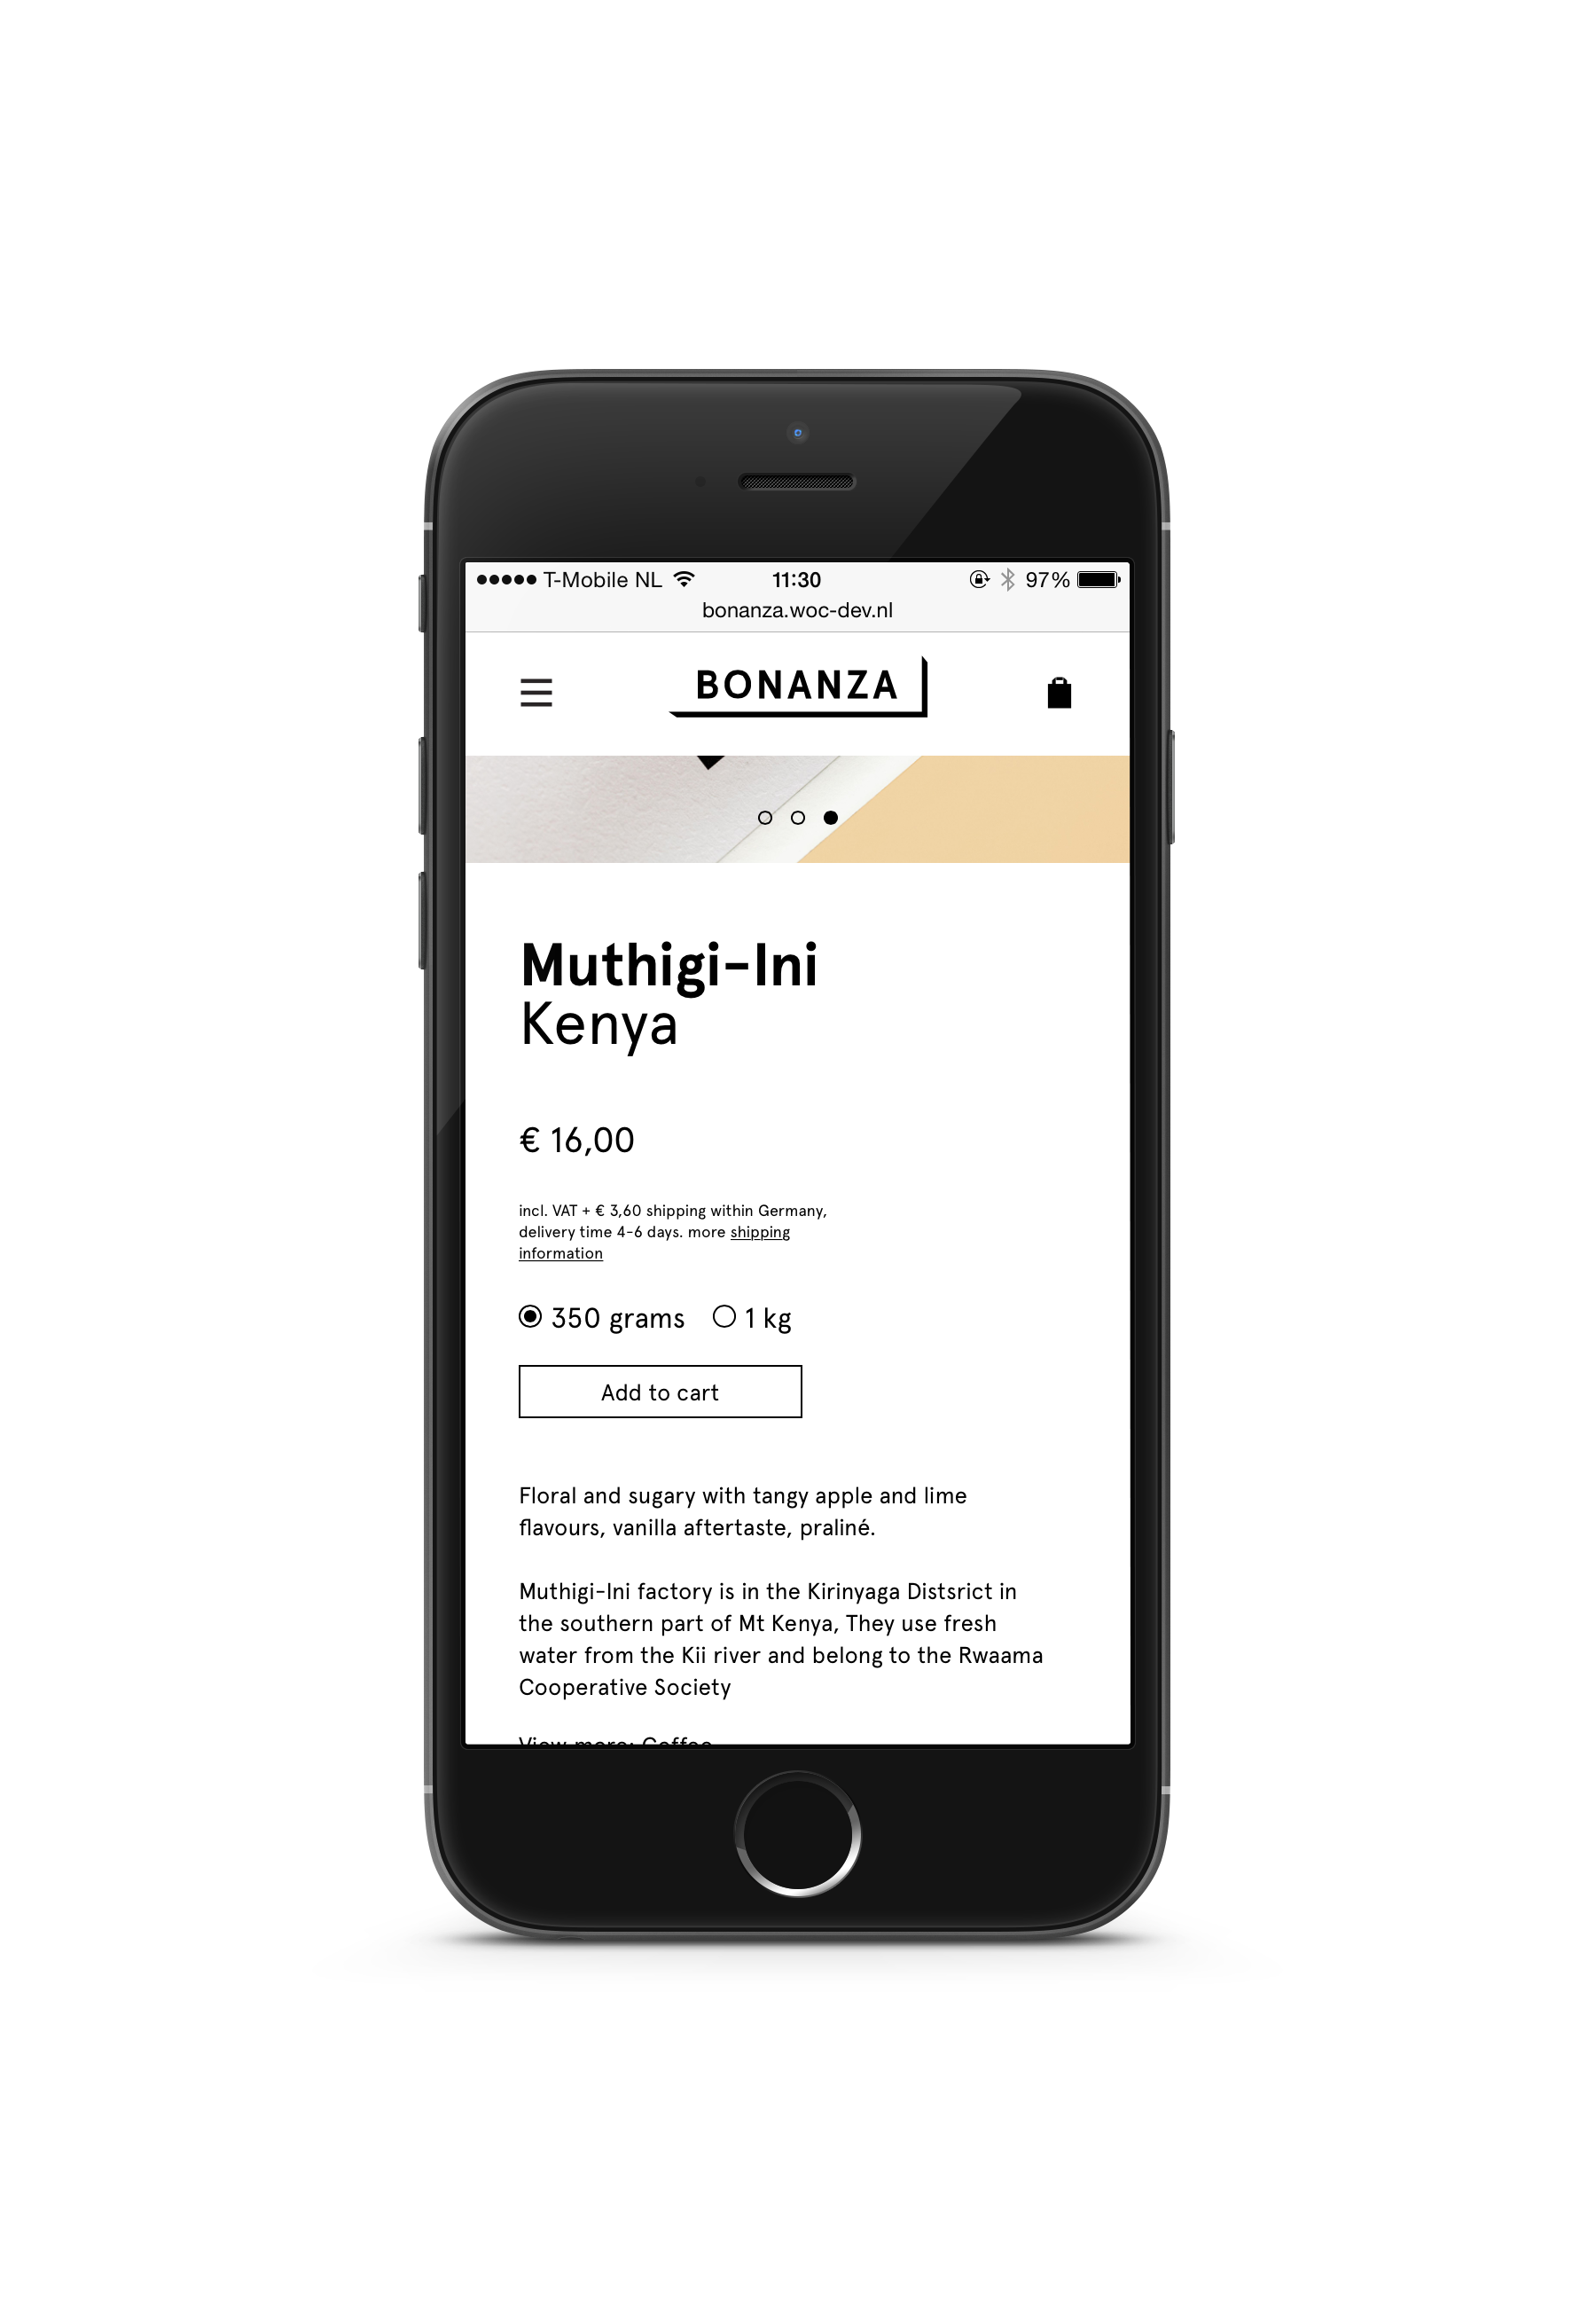 T-Mobile NL 11:30 97%
bonanza.woc-dev.nl
BONANZA
Muthigi-Ini
Kenya
€ 16,00
incl. VAT + € 3,60 shipping within Germany,
delivery time 4-6 days. more shipping
information
350 grams 1 kg
Add to cart
Floral and sugary with tangy apple and lime
flavours, vanilla aftertaste, praliné.
Muthigi-Ini factory is in the Kirinyaga Distsrict in
the southern part of Mt Kenya, They use fresh
water from the Kii river and belong to the Rwaama
Cooperative Society
View more: Coffee